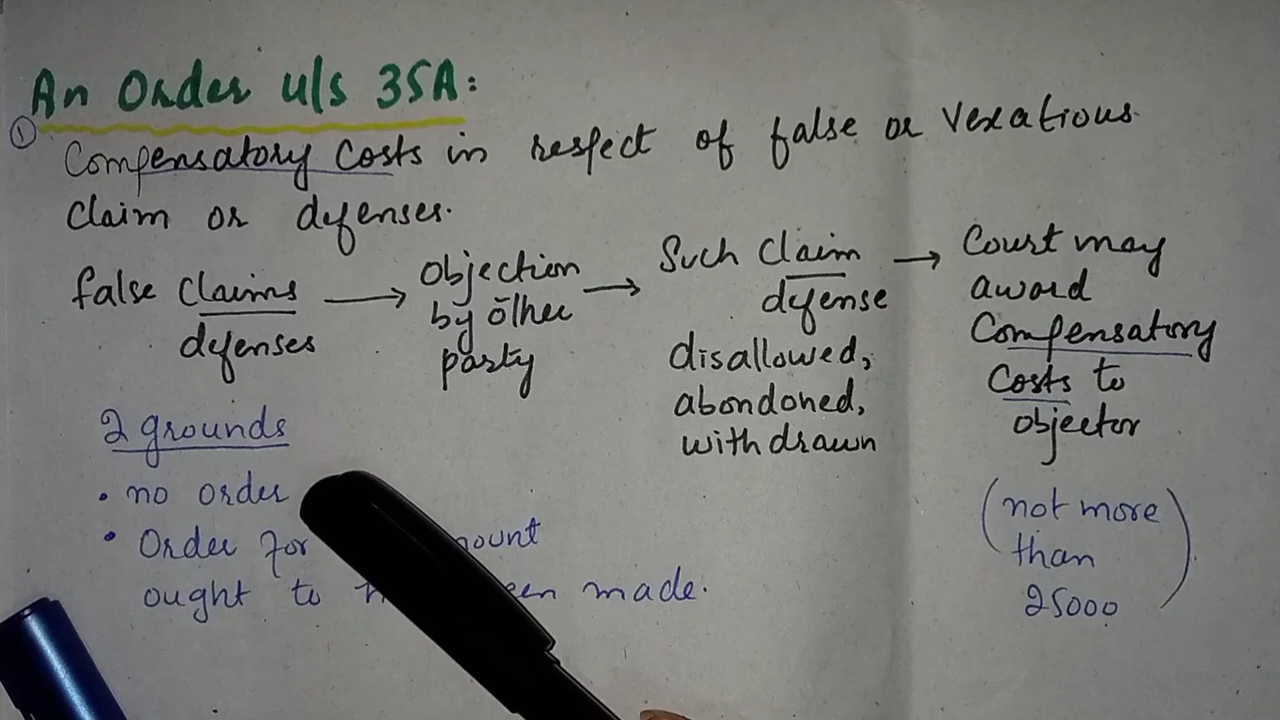 An Order u/s 35A:
① Compensatory Costs in respect of false or vexatious
Claim or defenses.
false claims
defenses
Objection
by other
party
Such Claim
defense
disallowed,
abondoned,
withdrawn
Court may
award
Compensatory
Costs to
objector
(not more
than
25000)
2 grounds
• no order
• Order for
ought to made.